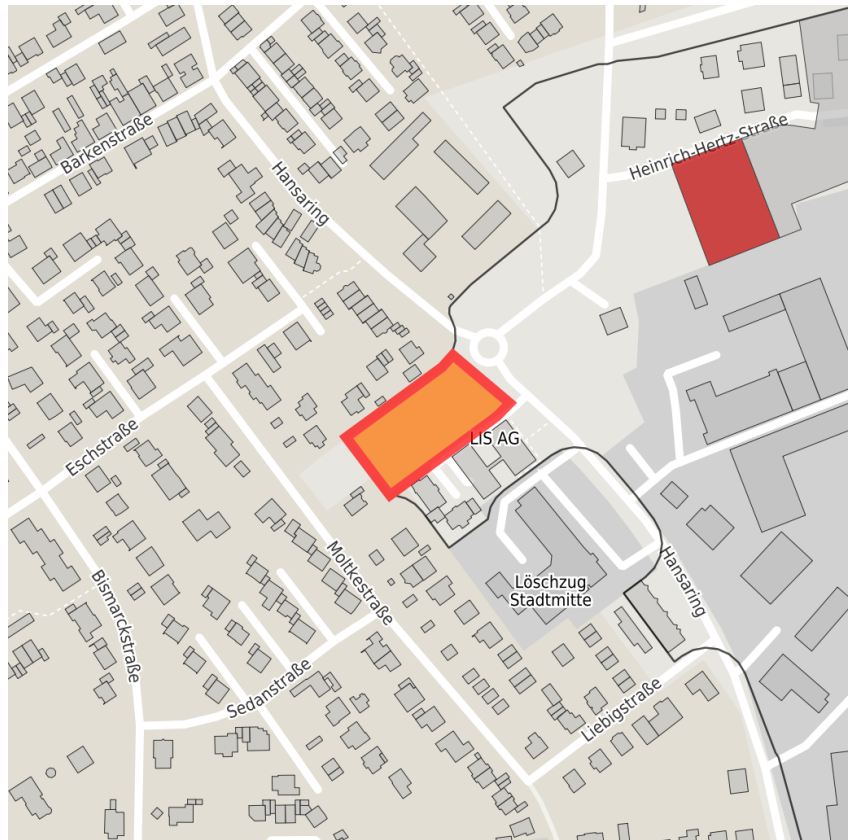 Barkenstraße
Hansaring
Heinrich-Hertz-Straße
Eschstraße
LIS AG
Bismarckstraße
Moltkestraße
Löschzug
Stadtmitte
Hansaring
Sedanstraße
Liebigstraße